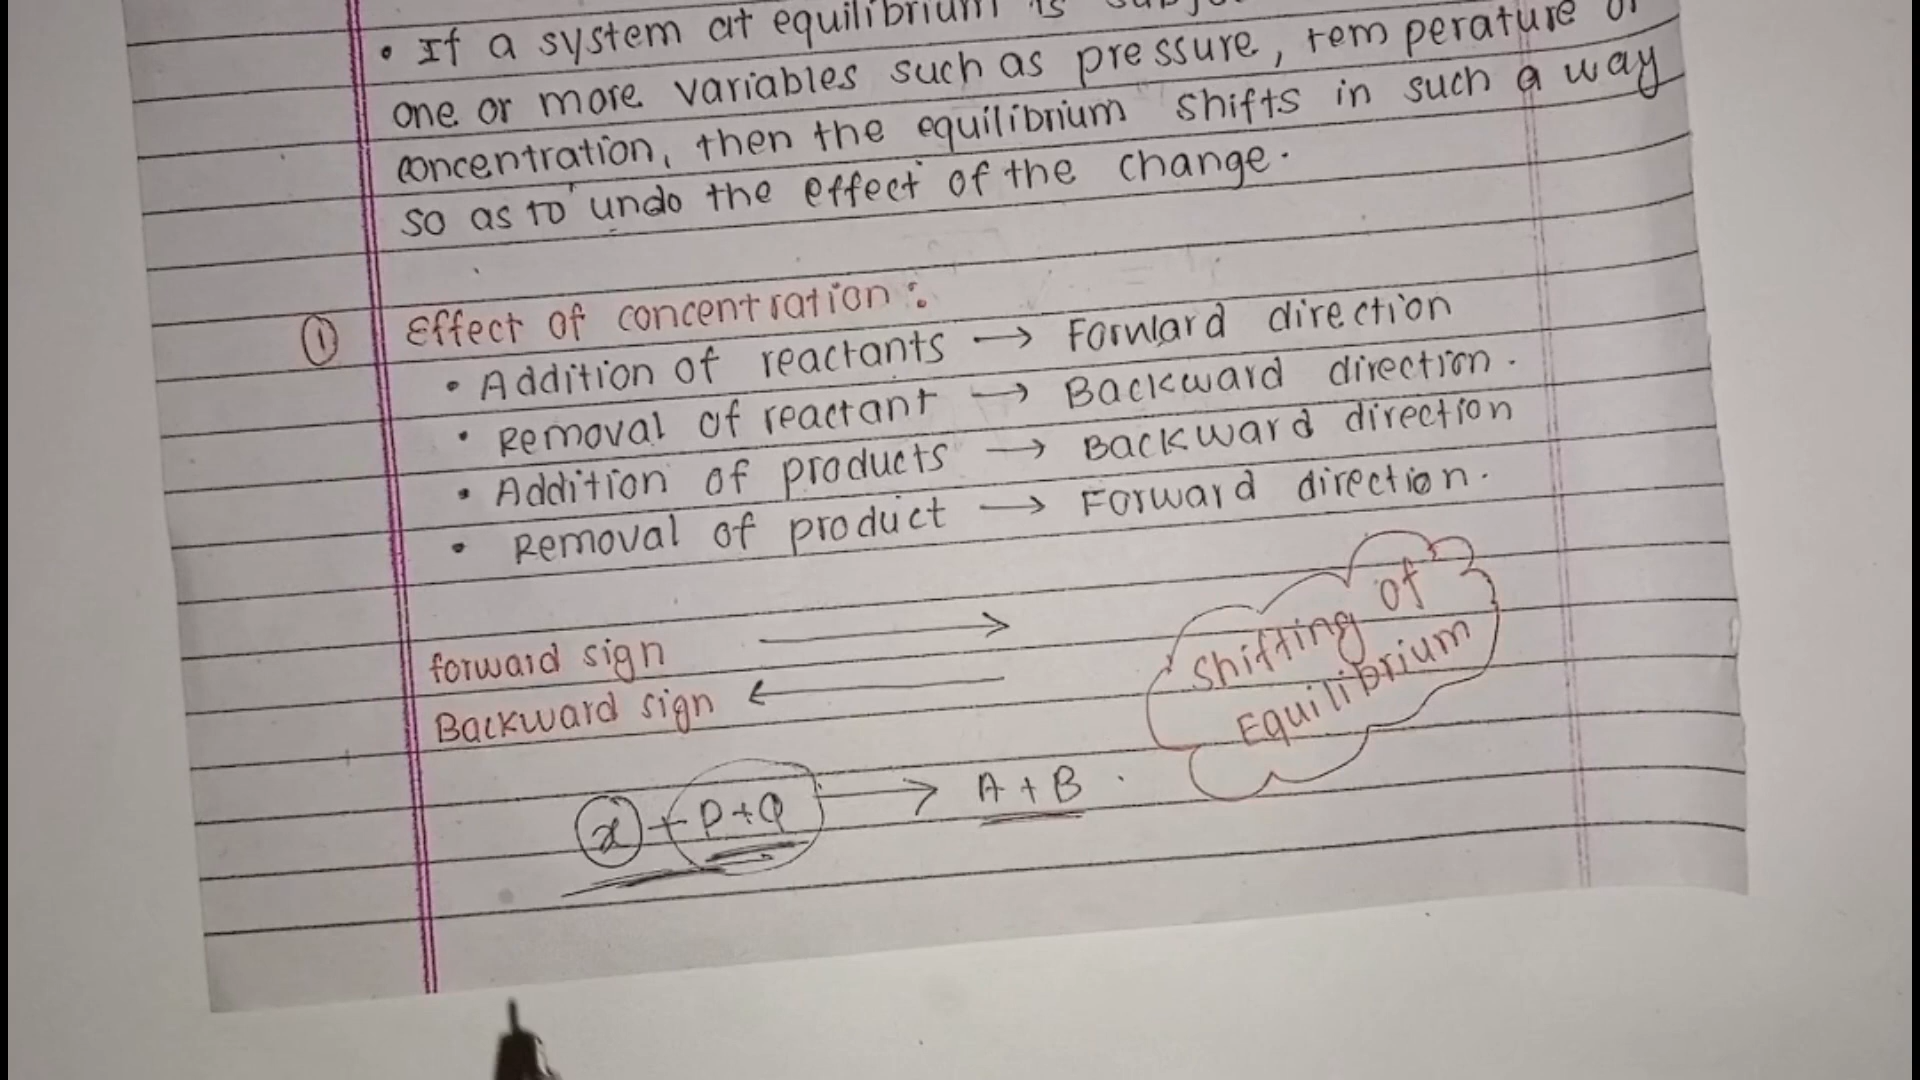 • If a system at equilibrium is
one or more variables such as pressure, temperature or
concentration, then the equilibrium shifts in such a way
so as to undo the effect of the change.
① Effect of concentration :
• Addition of reactants → Forward direction
• Removal of reactant → Backward direction.
• Addition of products → Backward direction
• Removal of product → Forward direction.
forward sign →
Backward sign ←
Shifting of
Equilibrium
x + P+Q → A + B